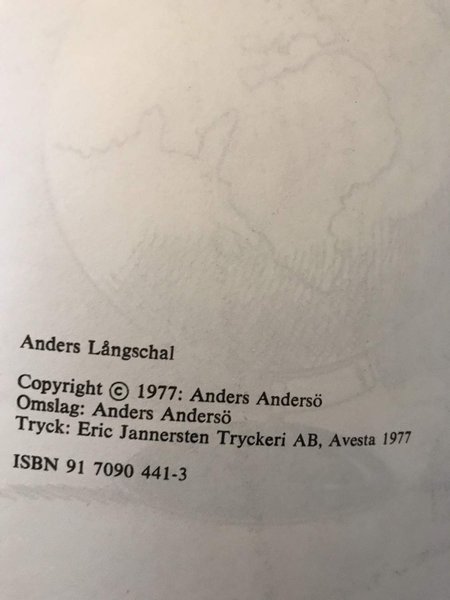 Anders Långschal
Copyright © 1977: Anders Andersö
Omslag: Anders Andersö
Tryck: Eric Jannersten Tryckeri AB, Avesta 1977
ISBN 91 7090 441-3